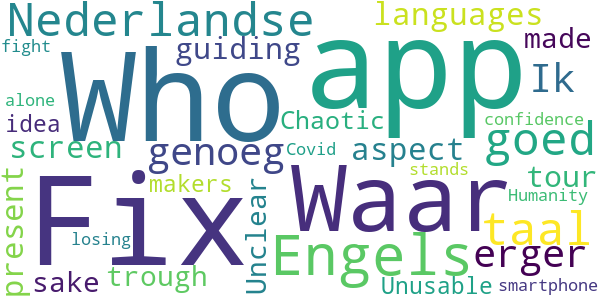 Nederlandse
languages
made
fight
Who
guiding
app
Ik
alone
idea
Chaotic
confidence
goed
screen
genoeg
Covid
aspect
stands
tour
Fix
makers
Unclear
Waar
Humanity
present
losing
Engels
taal
erger
sake
trough
Unusable
smartphone